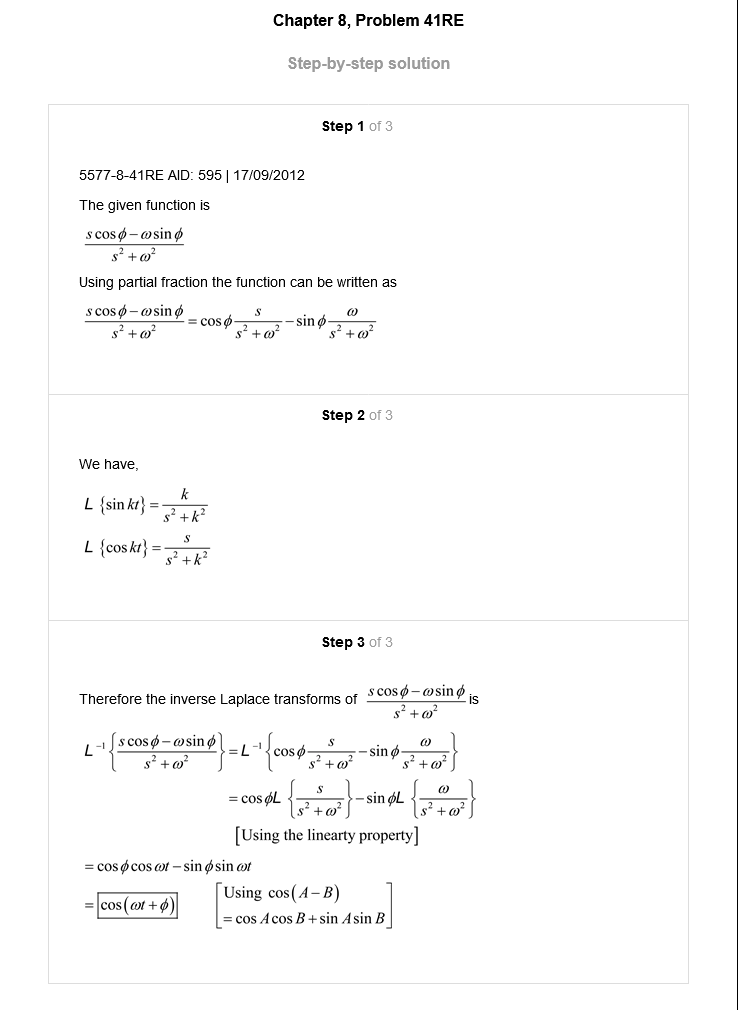 Chapter 8, Problem 41RE
Step-by-step solution
Step 1 of 3
5577-8-41RE AID: 595 | 17/09/2012
The given function is
\frac{s\cos\phi-\omega\sin\phi}{s^2+\omega^2}
Using partial fraction the function can be written as
\frac{s\cos\phi-\omega\sin\phi}{s^2+\omega^2}=\cos\phi\frac{s}{s^2+\omega^2}-\sin\phi\frac{\omega}{s^2+\omega^2}
Step 2 of 3
We have,
L\{\sin kt\}=\frac{k}{s^2+k^2}
L\{\cos kt\}=\frac{s}{s^2+k^2}
Step 3 of 3
Therefore the inverse Laplace transforms of \frac{s\cos\phi-\omega\sin\phi}{s^2+\omega^2} is
L^{-1}\left\{\frac{s\cos\phi-\omega\sin\phi}{s^2+\omega^2}\right\}=L^{-1}\left\{\cos\phi\frac{s}{s^2+\omega^2}-\sin\phi\frac{\omega}{s^2+\omega^2}\right\}
=\cos\phi L\left\{\frac{s}{s^2+\omega^2}\right\}-\sin\phi L\left\{\frac{\omega}{s^2+\omega^2}\right\}
[Using the linearty property]
=\cos\phi\cos\omega t-\sin\phi\sin\omega t
=\boxed{\cos(\omega t+\phi)} [Using cos(A-B)
=\cos A\cos B+\sin A\sin B]